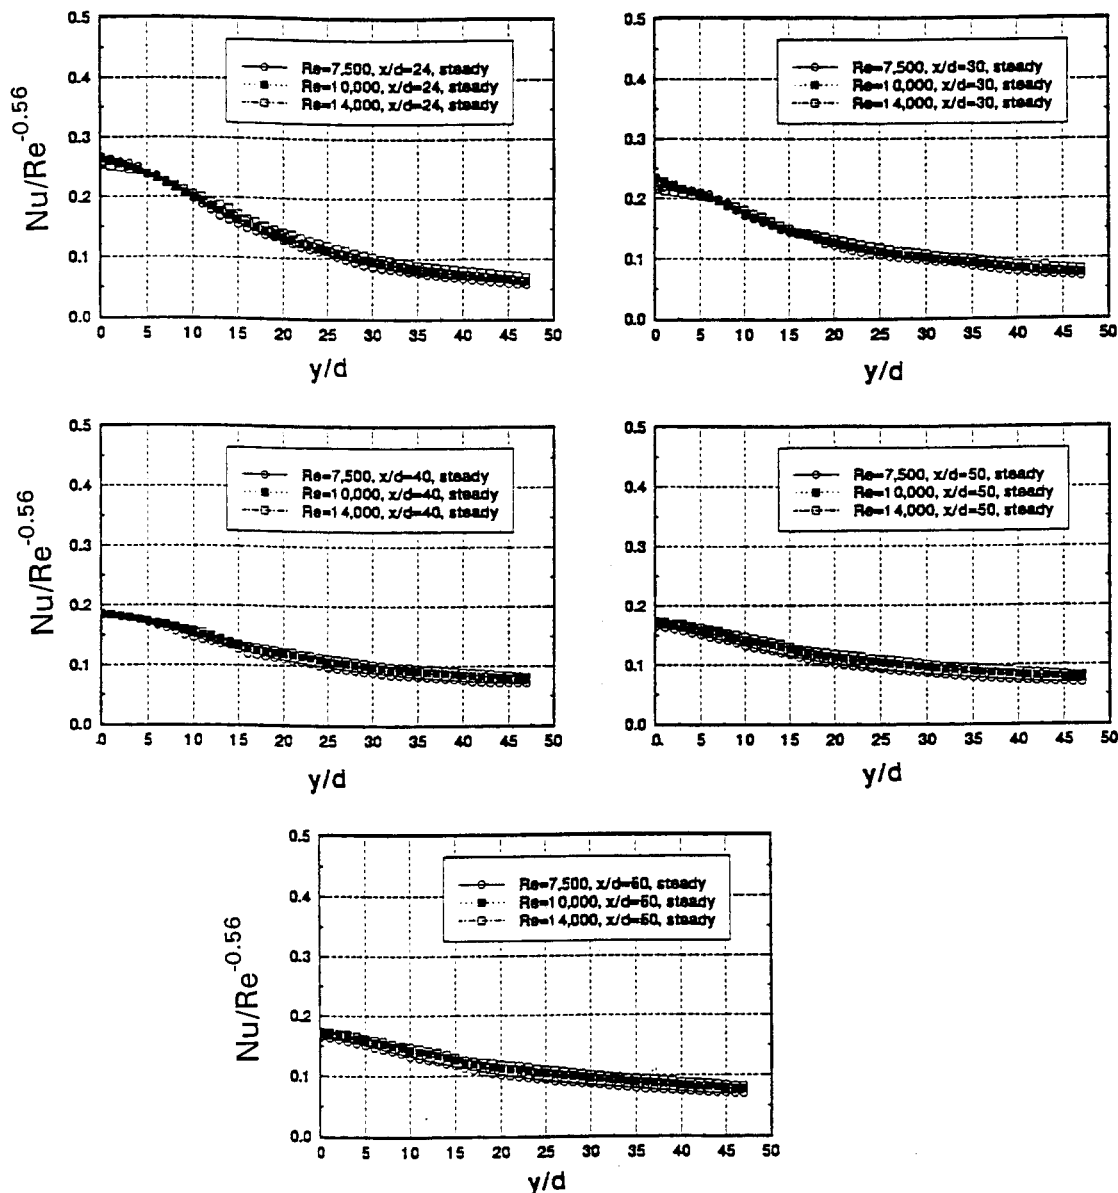 0.5
0.4
0.3
0.2
0.1
0.0
Nu/Re-0.56
Re=7,500, x/d=24, steady
Re=10,000, x/d=24, steady
Re=14,000, x/d=24, steady
0 5 10 15 20 25 30 35 40 45 50
y/d
0.5
0.4
0.3
0.2
0.1
0.0
Re=7,500, x/d=30, steady
Re=10,000, x/d=30, steady
Re=14,000, x/d=30, steady
0 5 10 15 20 25 30 35 40 45 50
y/d
0.5
0.4
0.3
0.2
0.1
0.0
Nu/Re-0.56
Re=7,500, x/d=40, steady
Re=10,000, x/d=40, steady
Re=14,000, x/d=40, steady
0 5 10 15 20 25 30 35 40 45 50
y/d
0.5
0.4
0.3
0.2
0.1
0.0
Re=7,500, x/d=50, steady
Re=10,000, x/d=50, steady
Re=14,000, x/d=50, steady
0 5 10 15 20 25 30 35 40 45 50
y/d
0.5
0.4
0.3
0.2
0.1
0.0
Nu/Re-0.56
Re=7,500, x/d=60, steady
Re=10,000, x/d=60, steady
Re=14,000, x/d=60, steady
0 5 10 15 20 25 30 35 40 45 50
y/d